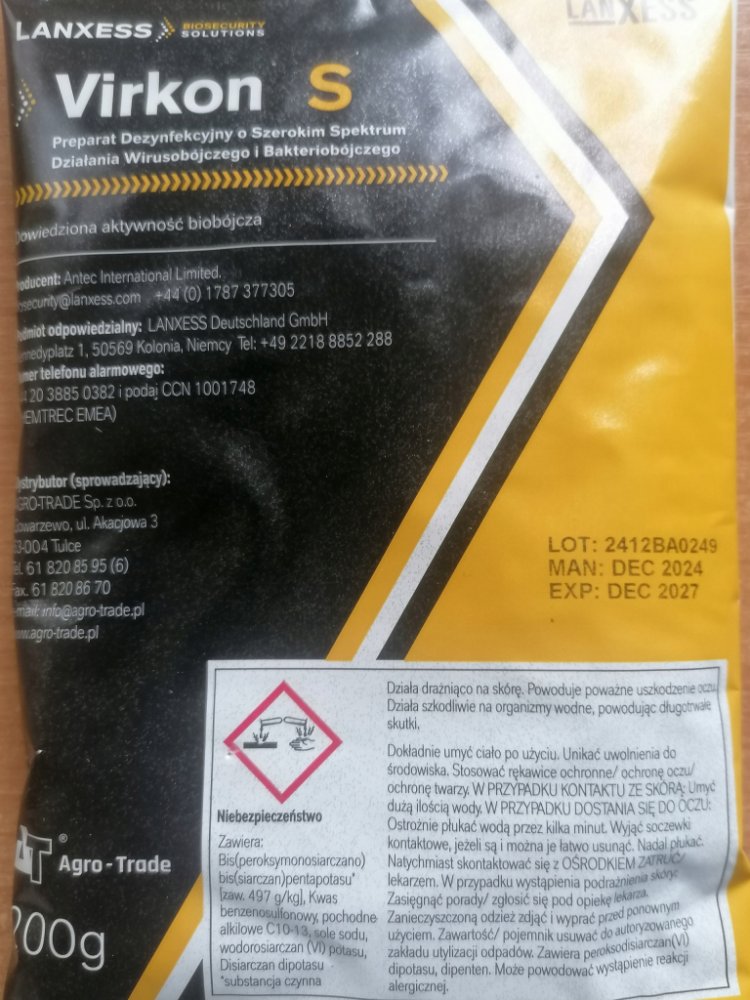 LANXESS BIOSECURITY SOLUTIONS
LANXESS
Virkon S
Preparat Dezynfekcyjny o Szerokim Spektrum
Działania Wirusobójczego i Bakteriobójczego
Dowiedziona aktywność biobójcza
oducent: Antec International Limited.
osecurity@lanxess.com +44 (0) 1787 377305
odmiot odpowiedzialny: LANXESS Deutschland GmbH
nnedyplatz 1, 50569 Kolonia, Niemcy Tel: +49 2218 8852 288
mer telefonu alarmowego:
20 3885 0382 i podaj CCN 1001748
HEMTREC EMEA)
ystrybutor (sprowadzający):
AGRO-TRADE Sp. z o.o.
owarzewo, ul. Akacjowa 3
63-004 Tulce
el. 61 820 85 95 (6)
Fax. 61 820 86 70
e-mail: info@agro-trade.pl
www.agro-trade.pl
LOT: 2412BA0249
MAN: DEC 2024
EXP: DEC 2027
Działa drażniąco na skórę. Powoduje poważne uszkodzenie oczu.
Działa szkodliwie na organizmy wodne, powodując długotrwałe
skutki.
Dokładnie umyć ciało po użyciu. Unikać uwolnienia do
środowiska. Stosować rękawice ochronne/ ochronę oczu/
ochronę twarzy. W PRZYPADKU KONTAKTU ZE SKÓRĄ: Umyć
dużą ilością wody. W PRZYPADKU DOSTANIA SIĘ DO OCZU:
Ostrożnie płukać wodą przez kilka minut. Wyjąć soczewki
kontaktowe, jeżeli są i można je łatwo usunąć. Nadal płukać.
Natychmiast skontaktować się z OŚRODKIEM ZATRUĆ/
lekarzem. W przypadku wystąpienia podrażnienia skóry:
Zasięgnąć porady/ zgłosić się pod opiekę lekarza.
Zanieczyszczoną odzież zdjąć i wyprać przed ponownym
użyciem. Zawartość/ pojemnik usuwać do autoryzowanego
zakładu utylizacji odpadów. Zawiera peroksodisiarczan(VI)
dipotasu, dipenten. Może powodować wystąpienie reakcji
alergicznej.
Niebezpieczeństwo
Zawiera:
Bis(peroksymonosiarczano)
bis(siarczan)pentapotasu*
[zaw. 497 g/kg], Kwas
benzenosulfonowy, pochodne
alkilowe C10-13, sole sodu,
wodorosiarczan (VI) potasu,
Disiarczan dipotasu
*substancja czynna
AT® Agro-Trade
200g